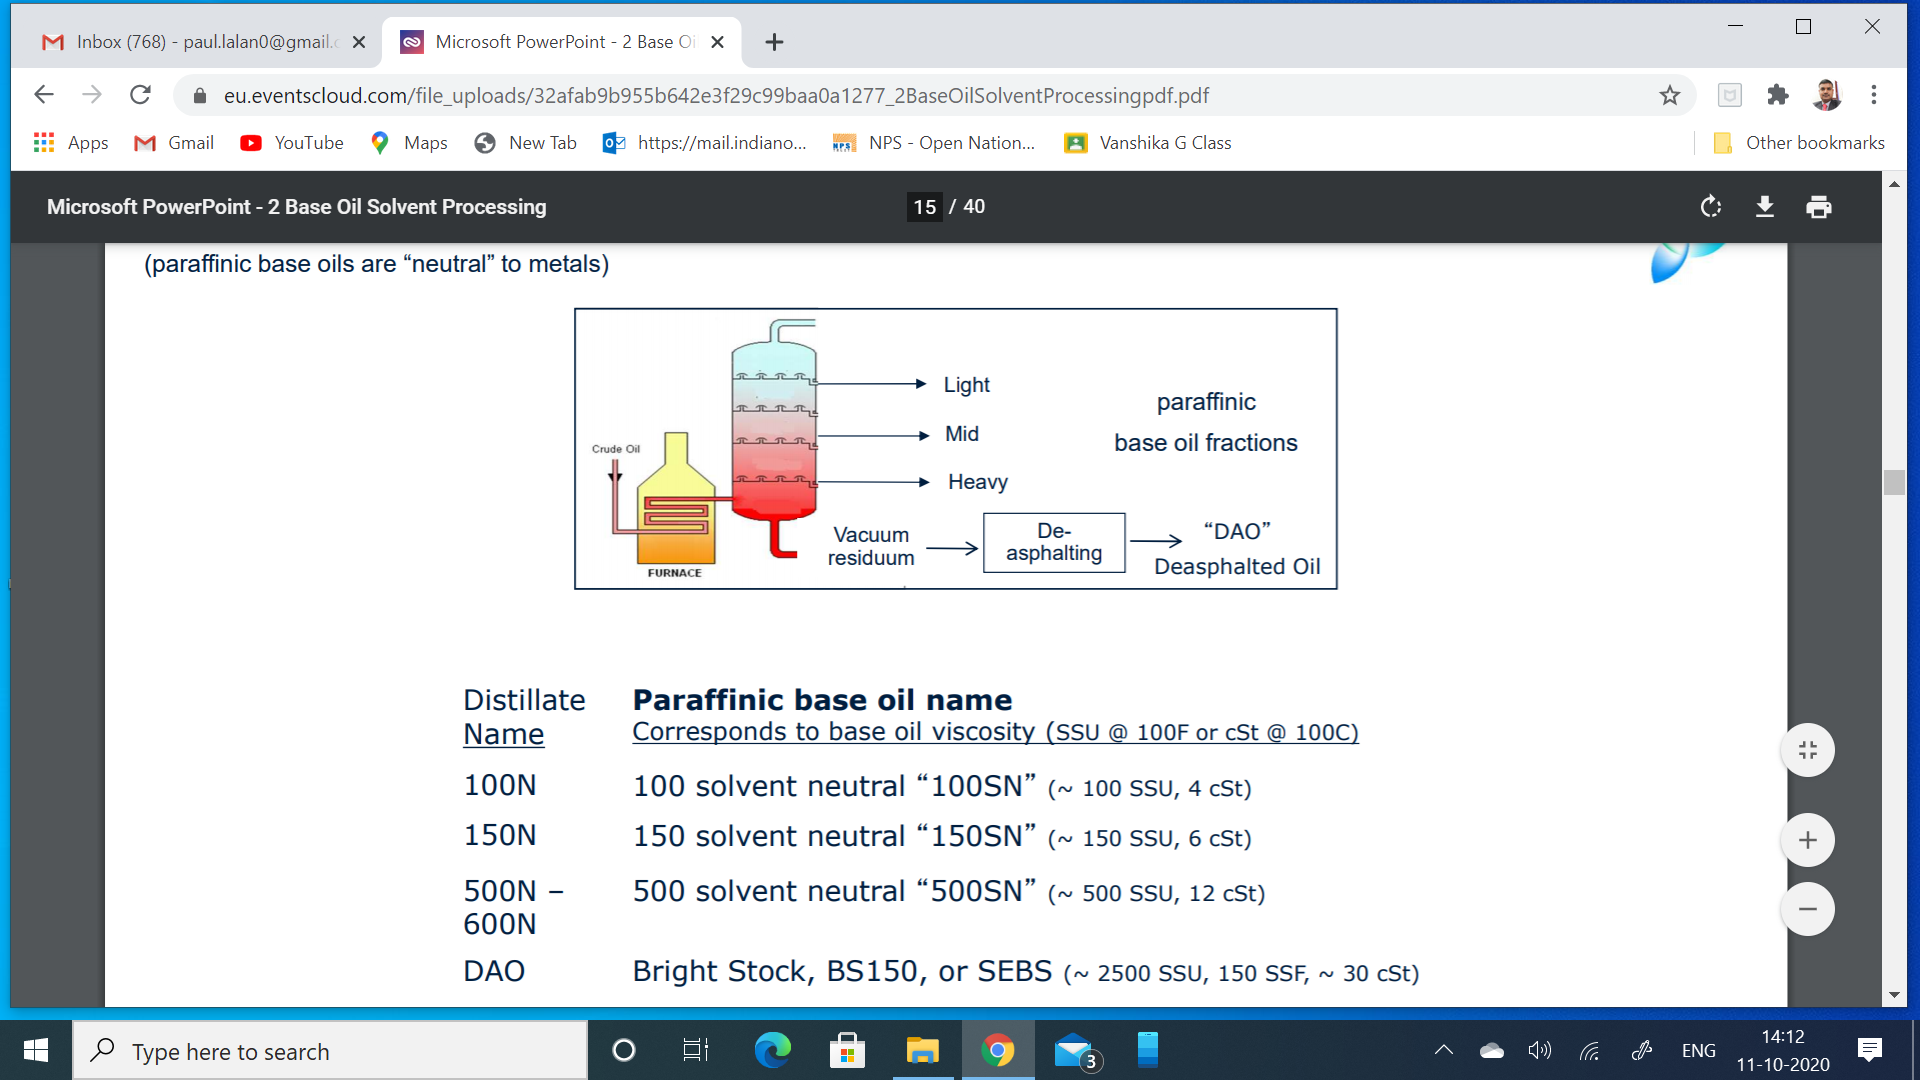 Inbox (768) - paul.lalan0@gmail.c
Microsoft PowerPoint - 2 Base Oi
eu.eventscloud.com/file_uploads/32afab9b955b642e3f29c99baa0a1277_2BaseOilSolventProcessingpdf.pdf
Apps
Gmail
YouTube
Maps
New Tab
https://mail.indiano...
NPS
NPS - Open Nation...
Vanshika G Class
Other bookmarks
Microsoft PowerPoint - 2 Base Oil Solvent Processing
15 / 40
(paraffinic base oils are “neutral” to metals)
Light
Mid
Heavy
paraffinic
base oil fractions
Crude Oil
FURNACE
Vacuum
residuum
De-
asphalting
“DAO”
Deasphalted Oil
Distillate
Name
Paraffinic base oil name
Corresponds to base oil viscosity (SSU @ 100F or cSt @ 100C)
100N 100 solvent neutral “100SN” (~ 100 SSU, 4 cSt)
150N 150 solvent neutral “150SN” (~ 150 SSU, 6 cSt)
500N – 500 solvent neutral “500SN” (~ 500 SSU, 12 cSt)
600N
DAO Bright Stock, BS150, or SEBS (~ 2500 SSU, 150 SSF, ~ 30 cSt)
Type here to search
3
ENG
14:12
11-10-2020